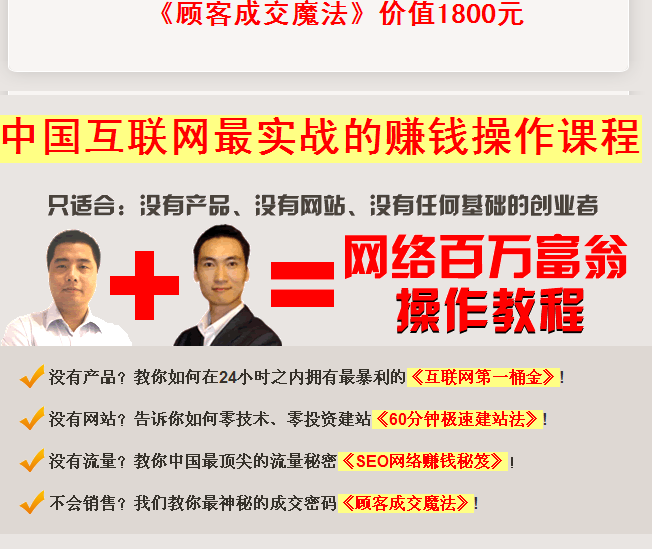 《顾客成交魔法》价值1800元
中国互联网最实战的赚钱操作课程
只适合：没有产品、没有网站、没有任何基础的创业者
网络百万富翁
操作教程
没有产品？教你如何在24小时之内拥有最暴利的《互联网第一桶金》!
没有网站？告诉你如何零技术、零投资建站《60分钟极速建站法》!
没有流量？教你中国最顶尖的流量秘密《SEO网络赚钱秘笈》!
不会销售？我们教你最神秘的成交密码《顾客成交魔法》!